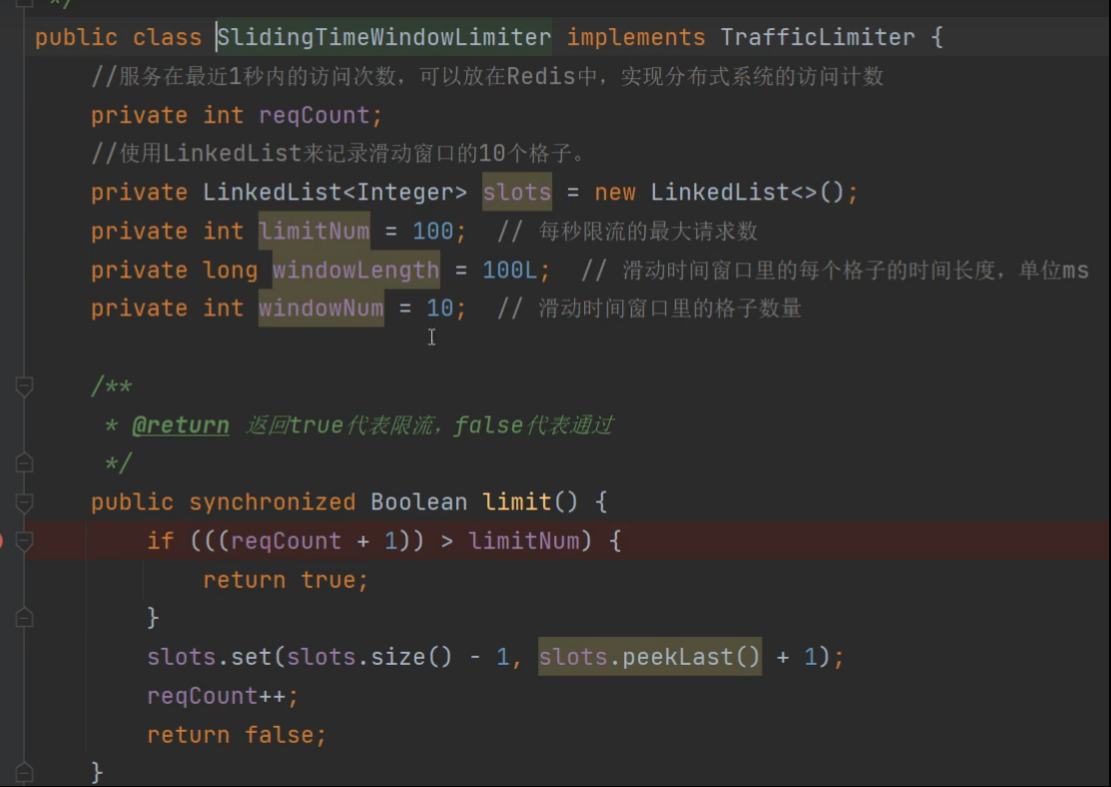 */
public class SlidingTimeWindowLimiter implements TrafficLimiter {
//服务在最近1秒内的访问次数，可以放在Redis中，实现分布式系统的访问计数
private int reqCount;
//使用LinkedList来记录滑动窗口的10个格子。
private LinkedList<Integer> slots = new LinkedList<>();
private int limitNum = 100;  // 每秒限流的最大请求数
private long windowLength = 100L;  // 滑动时间窗口里的每个格子的时间长度，单位ms
private int windowNum = 10;  // 滑动时间窗口里的格子数量
/**
* @return 返回true代表限流，false代表通过
*/
public synchronized Boolean limit() {
if (((reqCount + 1)) > limitNum) {
return true;
}
slots.set(slots.size() - 1, slots.peekLast() + 1);
reqCount++;
return false;
}